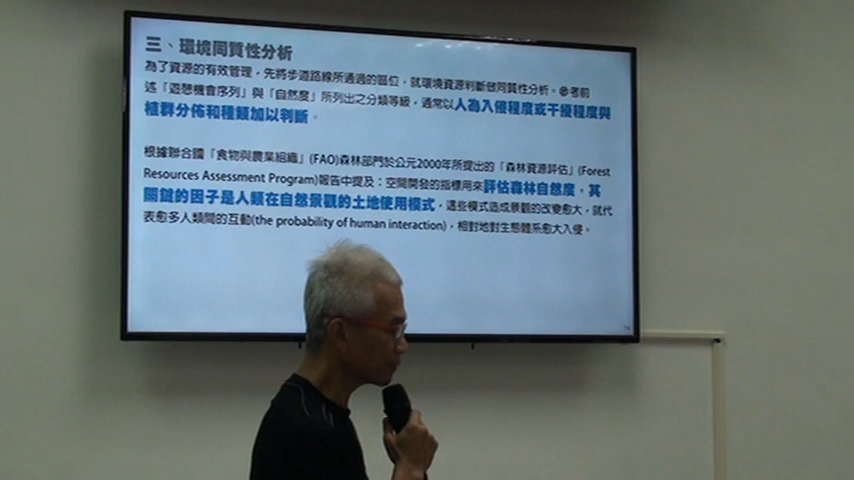 三、環境同質性分析
為了資源的有效管理，先將步道路線所通過的區位，就環境資源判斷做同質性分析。參考前
述「遊憩機會序列」與「自然度」所列出之分類等級，通常以人為入侵程度或干擾程度與
植群分佈和種類加以判斷。
根據聯合國「食物與農業組織」(FAO)森林部門於公元2000年所提出的「森林資源評估」(Forest
Resources Assessment Program)報告中提及：空間開發的指標用來評估森林自然度，其
關鍵的因子是人類在自然景觀的土地使用模式，這些模式造成景觀的改變愈大，就代
表愈多人類間的互動(the probability of human interaction)，相對地對生態體系愈大入侵。